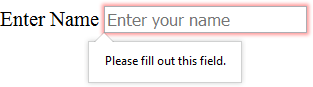 Enter Name Enter your name
Please fill out this field.